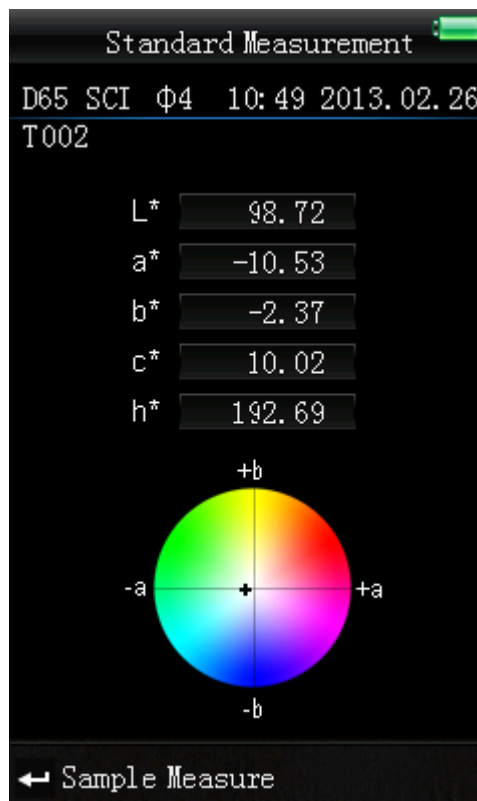 Standard Measurement
D65 SCI Φ4 10:49 2013.02.26
T002
L* 98.72
a* -10.53
b* -2.37
c* 10.02
h* 192.69
+b
-a +a
-b
Sample Measure